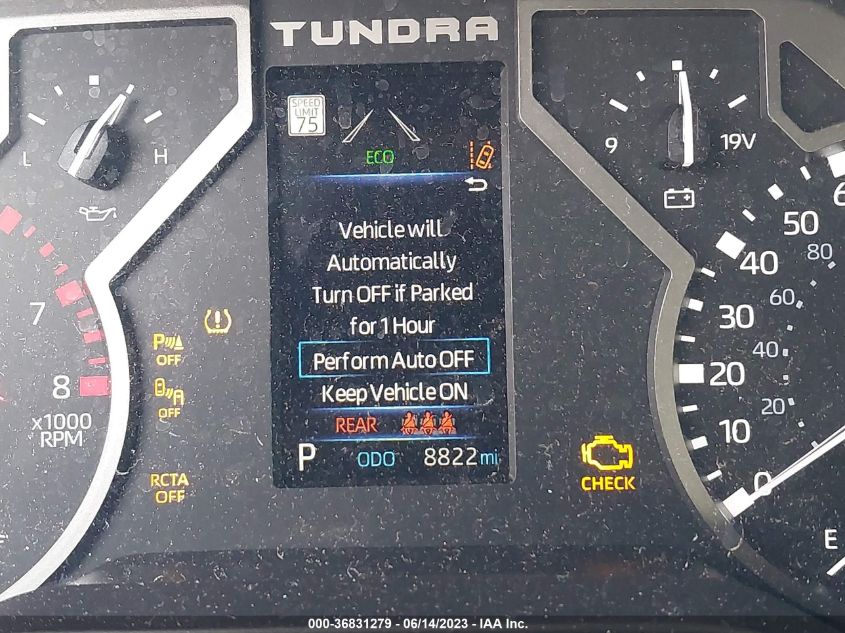 TUNDRA
SPEED
LIMIT
75
ECO
L
H
9
19V
Vehicle will
Automatically
Turn OFF if Parked
for 1 Hour
Perform Auto OFF
Keep Vehicle ON
REAR
P
ODO 8822 mi
7
8
x1000
RPM
P OFF
OFF
RCTA
OFF
CHECK
50
40
30
20
10
0
80
60
40
20
E
000-36831279 - 06/14/2023 - IAA Inc.